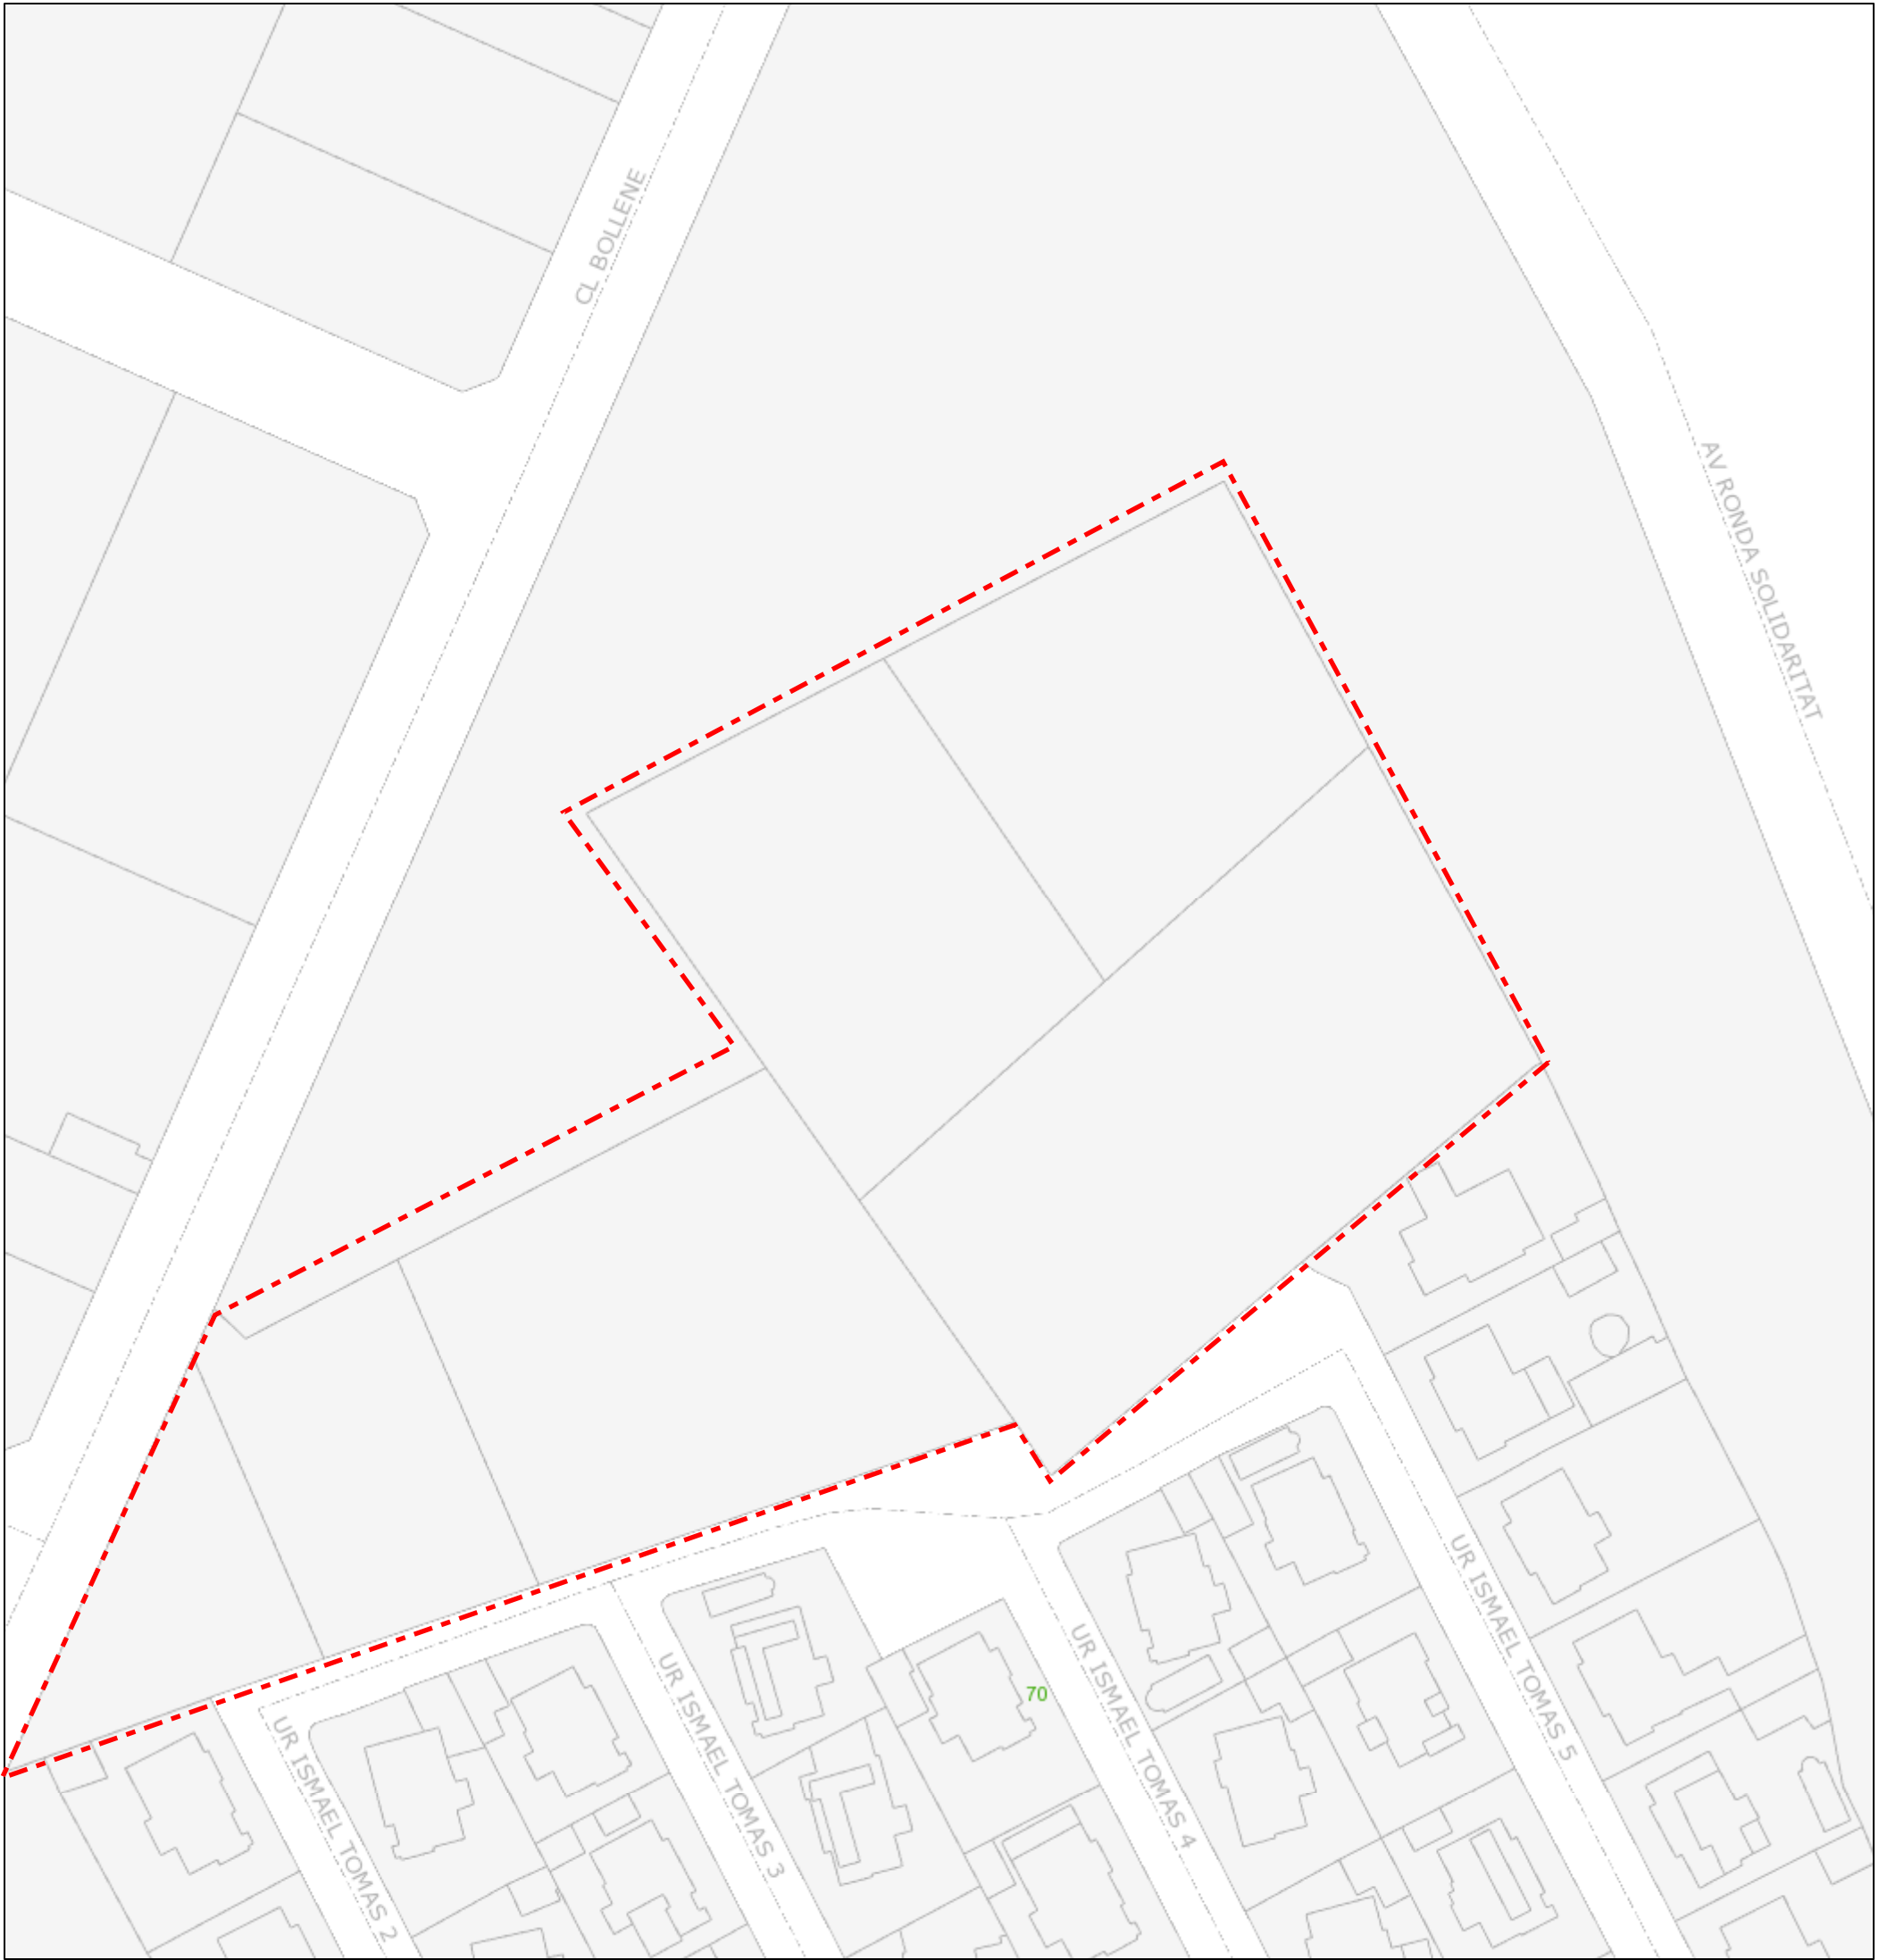 CL BOLLENE
AV RONDA SOLIDARITAT
UR ISMAEL TOMAS 5
UR ISMAEL TOMAS 4
70
UR ISMAEL TOMAS 3
UR ISMAEL TOMAS 2